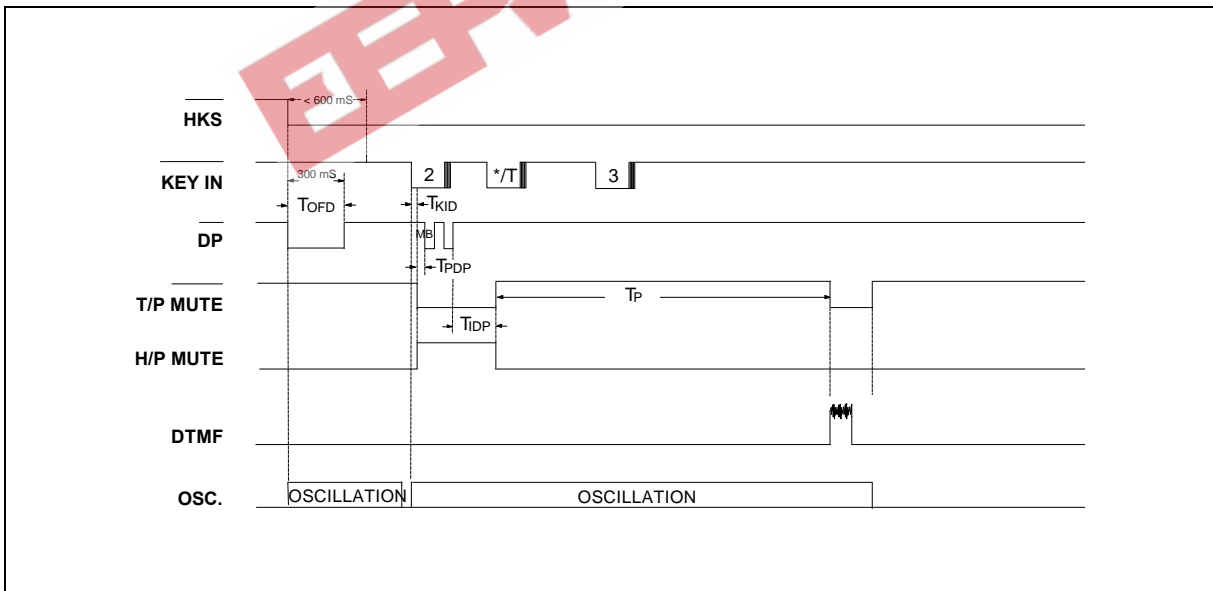 HKS
< 600 mS
KEY IN
2
*/T
3
300 mS
TOFD
TKID
DP
MB
TPDP
T/P MUTE
TP
TIDP
H/P MUTE
DTMF
OSC.
OSCILLATION
OSCILLATION